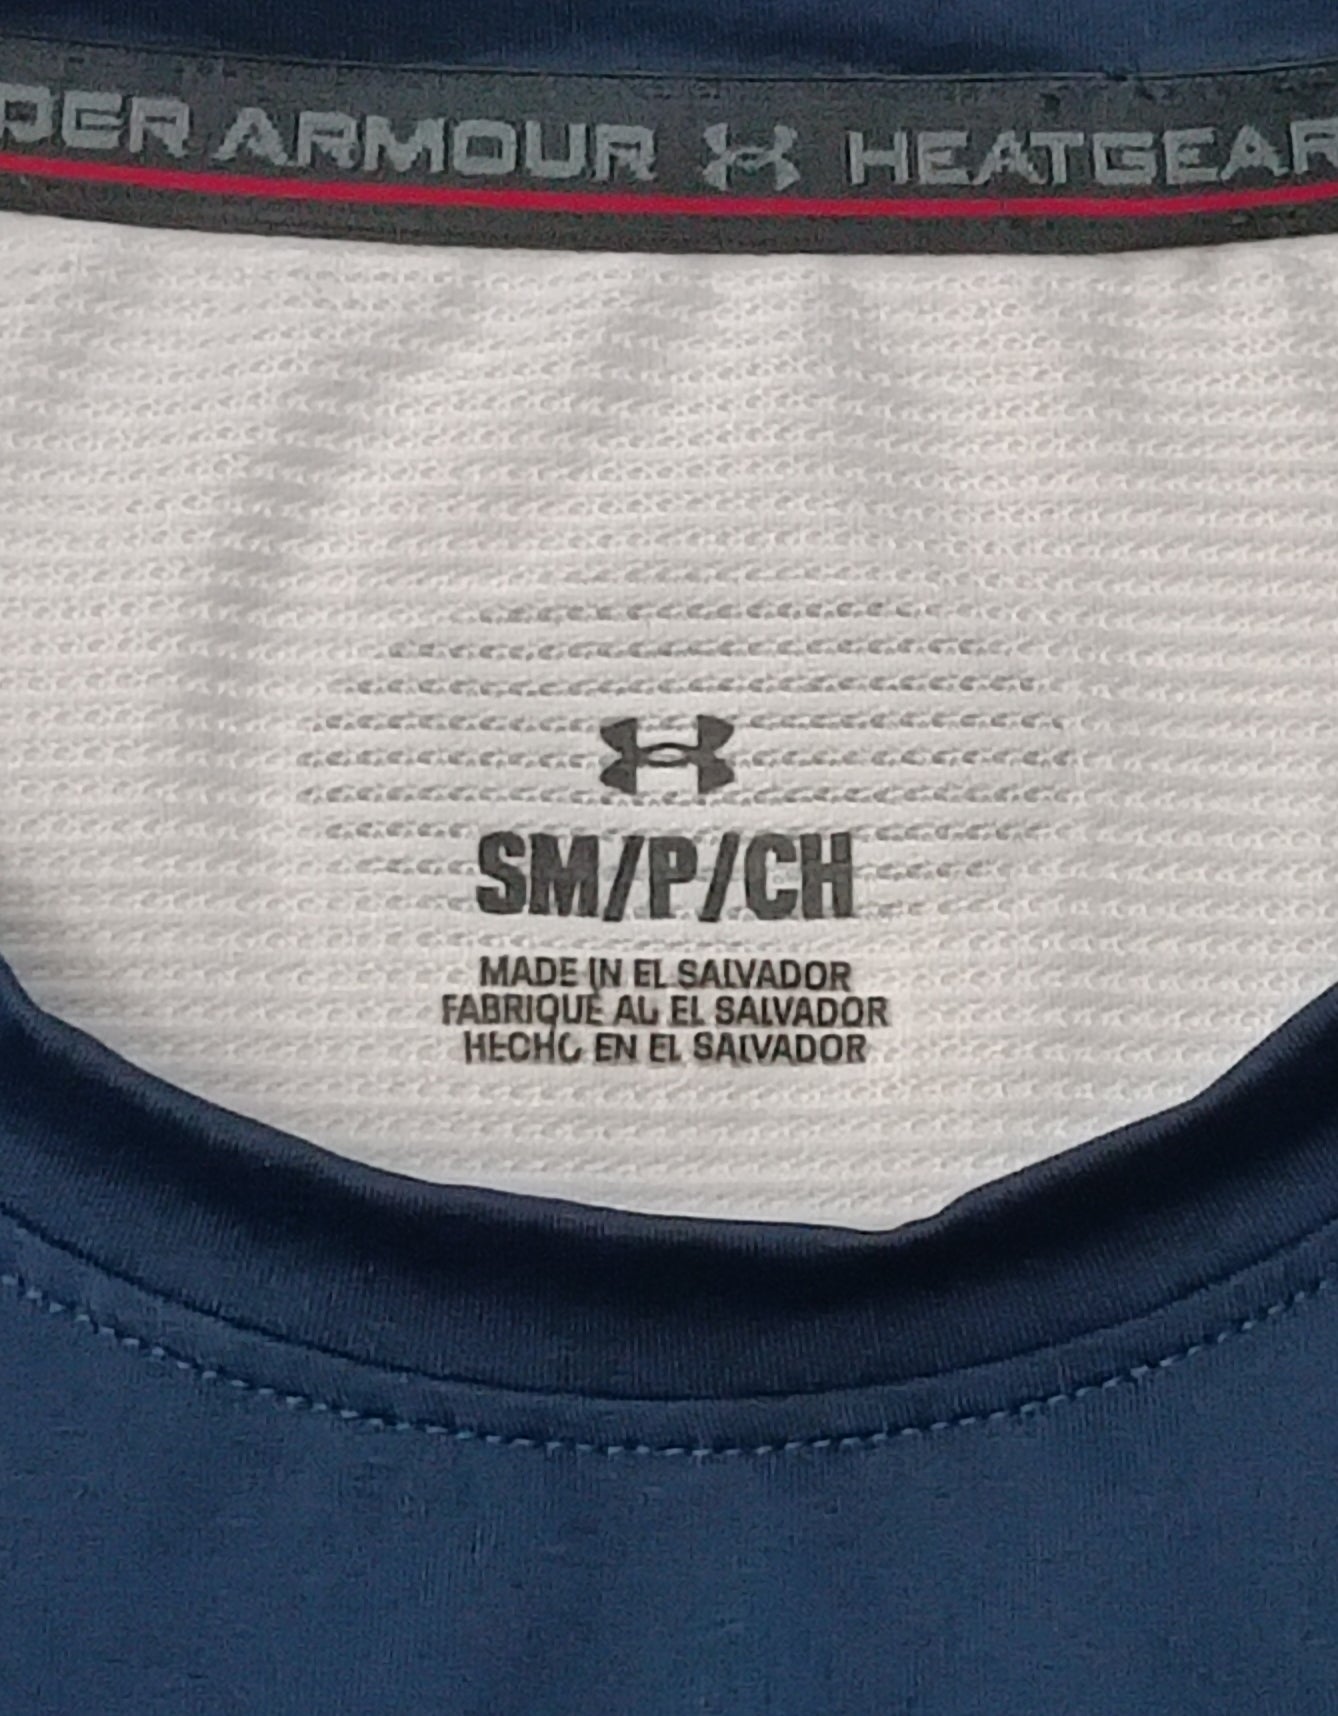 DER ARMOUR HEATGEAR
SM/P/CH
MADE IN EL SALVADOR
FABRIQUÉ AU EL SALVADOR
HECHO EN EL SALVADOR